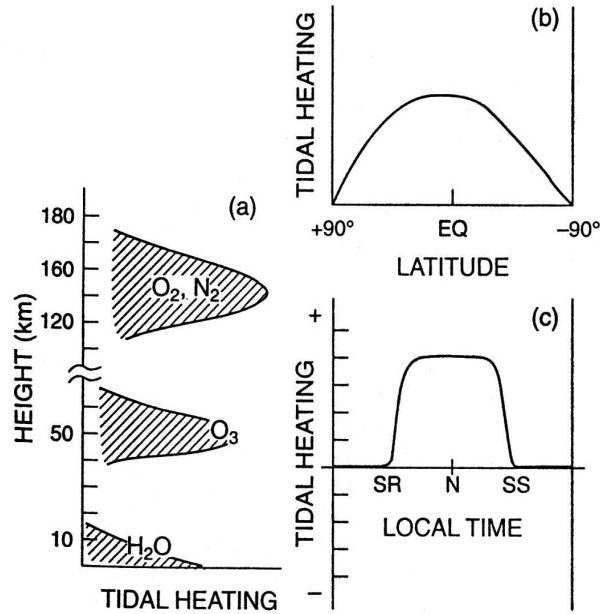 (a)
HEIGHT (km)
180
160
120
50
10
O₂, N₂
O₃
H₂O
TIDAL HEATING
(b)
TIDAL HEATING
+90° EQ −90°
LATITUDE
(c)
TIDAL HEATING
+
−
SR N SS
LOCAL TIME